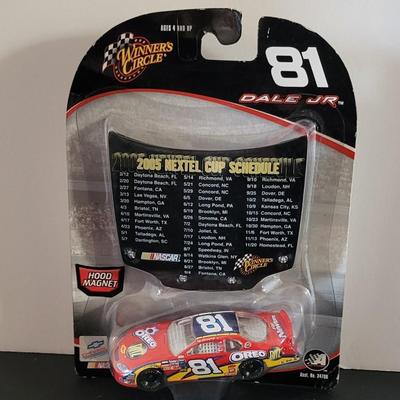 AGES 4 AND UP
WINNER'S
CIRCLE
81
DALE JR
2005 NEXTEL CUP SCHEDULE
2/12 Daytona Beach, FL
2/20 Daytona Beach, FL
2/27 Fontana, CA
3/13 Las Vegas, NV
3/20 Hampton, GA
4/3 Bristol, TN
4/10 Martinsville, VA
4/17 Fort Worth, TX
4/23 Phoenix, AZ
5/1 Talladega, AL
5/7 Darlington, SC
5/14 Richmond, VA
5/21 Concord, NC
5/29 Concord, NC
6/5 Dover, DE
6/12 Long Pond, PA
6/19 Brooklyn, MI
Sonoma, CA
7/2 Daytona Beach, FL
7/10 Joliet, IL
7/17 Loudon, NH
7/24 Long Pond, PA
8/7 Speedway, IN
8/14 Watkins Glen, NY
8/21 Brooklyn, MI
Bristol, TN
Fontana, CA
9/10 Richmond, VA
9/18 Loudon, NH
9/25 Dover, DE
10/2 Talladega, AL
10/9 Kansas City, KS
10/15 Concord, NC
10/23 Martinsville, VA
10/30 Hampton, GA
11/6 Fort Worth, TX
11/13 Phoenix, AZ
11/20 Homestead, FL
NASCAR
WINNER'S
CIRCLE
HOOD
MAGNET
81
OREO
RITZ
OREO
81
NASCAR
Asst. No. 34708